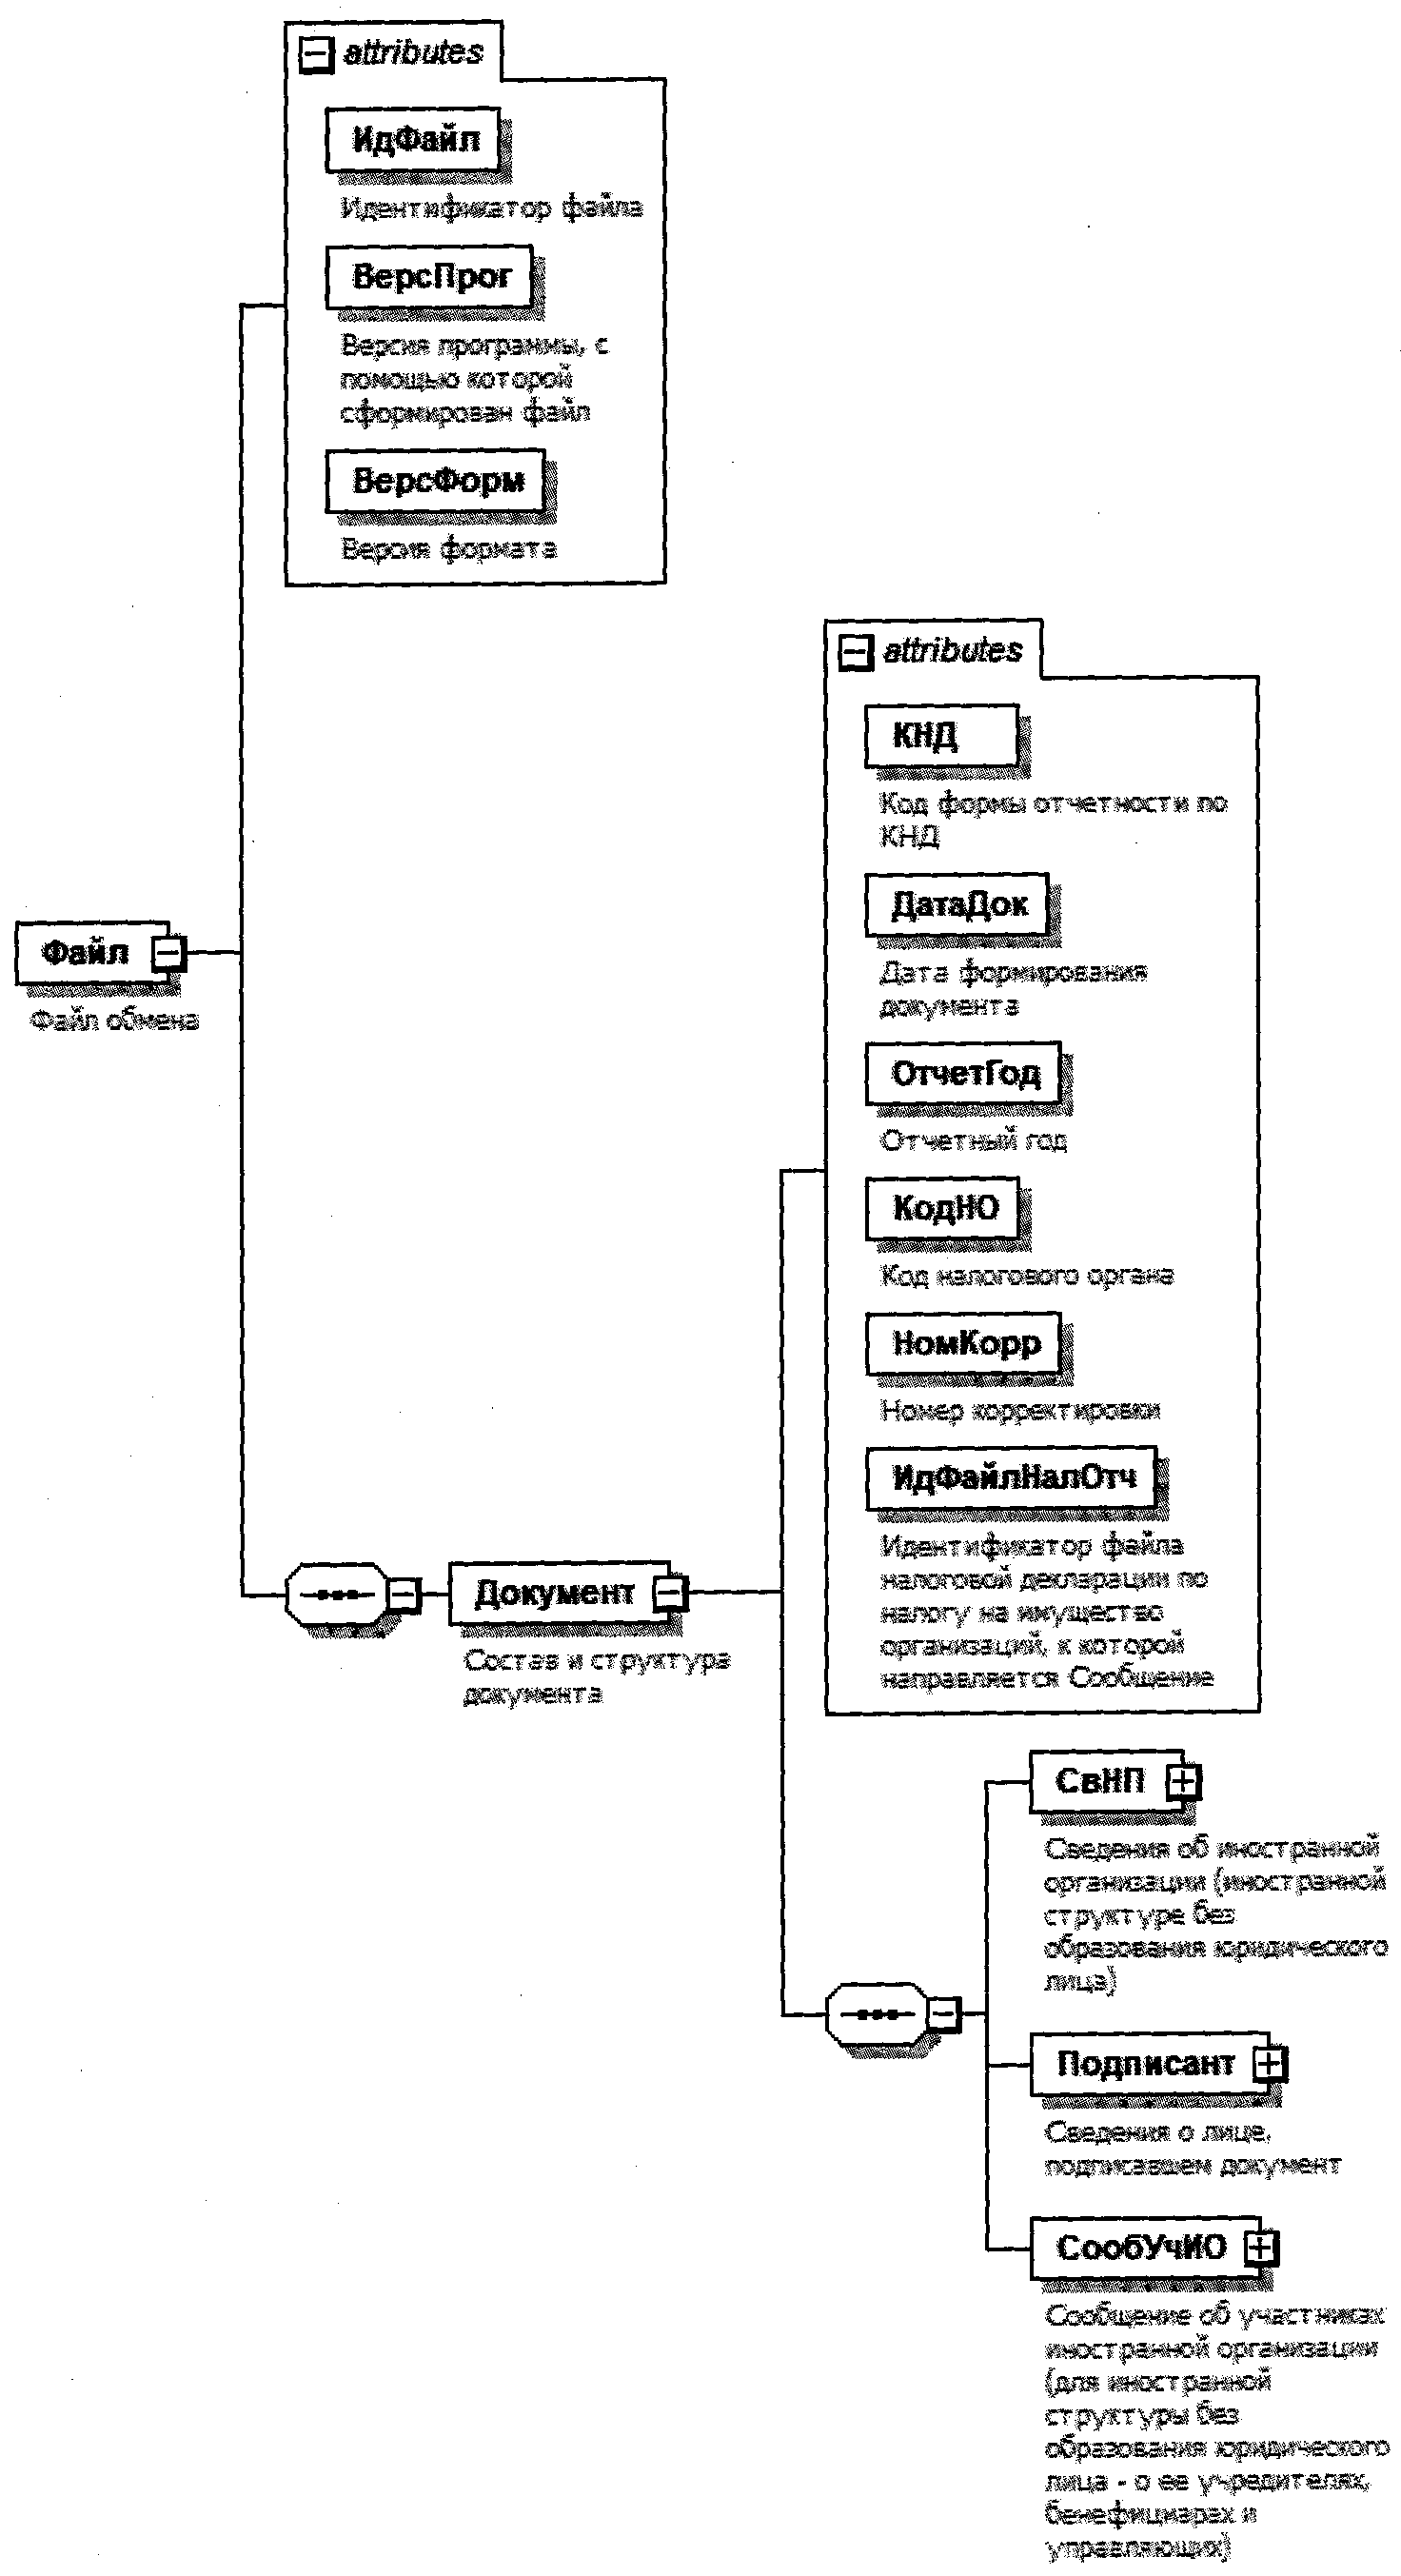 attributes
ИдФайл
Идентификатор файла
ВерсПрог
Версия программы, с
помощью которой
сформирован файл
ВерсФорм
Версия формата
Файл
Файл обмена
Документ
Состав и структура
документа
attributes
КНД
Код формы отчетности по
КНД
ДатаДок
Дата формирования
документа
ОтчетГод
Отчетный год
КодНО
Код налогового органа
НомКорр
Номер корректировки
ИдФайлНалОтч
Идентификатор файла
налоговой декларации по
налогу на имущество
организаций, к которой
направляется Сообщение
СвНП
Сведения об иностранной
организации (иностранной
структуре без
образования юридического
лица)
Подписант
Сведения о лице,
подписавшем документ
СообУчИО
Сообщение об участниках
иностранной организации
(для иностранной
структуры без
образования юридического
лица - о ее учредителях,
бенефициарах и
управляющих)